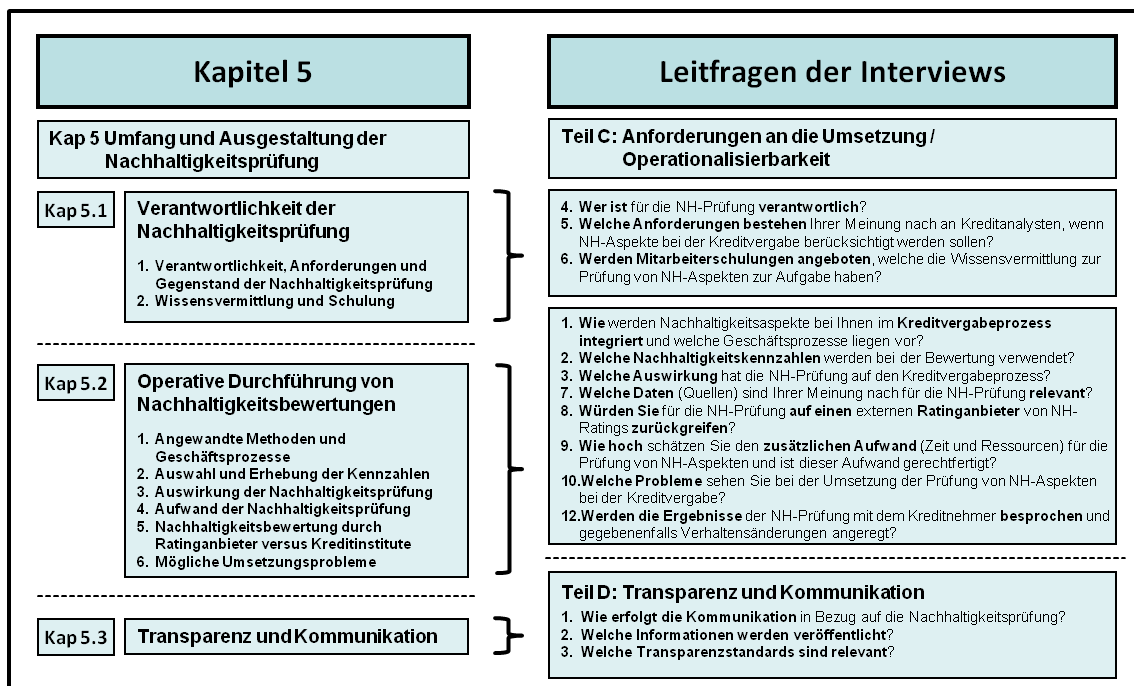 Kapitel 5
Kap 5 Umfang und Ausgestaltung der
Nachhaltigkeitsprüfung
Kap 5.1
Verantwortlichkeit der
Nachhaltigkeitsprüfung
1. Verantwortlichkeit, Anforderungen und
Gegenstand der Nachhaltigkeitsprüfung
2. Wissensvermittlung und Schulung
Kap 5.2
Operative Durchführung von
Nachhaltigkeitsbewertungen
1. Angewandte Methoden und
Geschäftsprozesse
2. Auswahl und Erhebung der Kennzahlen
3. Auswirkung der Nachhaltigkeitsprüfung
4. Aufwand der Nachhaltigkeitsprüfung
5. Nachhaltigkeitsbewertung durch
Ratinganbieter versus Kreditinstitute
6. Mögliche Umsetzungsprobleme
Kap 5.3
Transparenz und Kommunikation
Leitfragen der Interviews
Teil C: Anforderungen an die Umsetzung /
Operationalisierbarkeit
4. Wer ist für die NH-Prüfung verantwortlich?
5. Welche Anforderungen bestehen Ihrer Meinung nach an Kreditanalysten, wenn
NH-Aspekte bei der Kreditvergabe berücksichtigt werden sollen?
6. Werden Mitarbeiterschulungen angeboten, welche die Wissensvermittlung zur
Prüfung von NH-Aspekten zur Aufgabe haben?
1. Wie werden Nachhaltigkeitsaspekte bei Ihnen im Kreditvergabeprozess
integriert und welche Geschäftsprozesse liegen vor?
2. Welche Nachhaltigkeitskennzahlen werden bei der Bewertung verwendet?
3. Welche Auswirkung hat die NH-Prüfung auf den Kreditvergabeprozess?
7. Welche Daten (Quellen) sind Ihrer Meinung nach für die NH-Prüfung relevant?
8. Würden Sie für die NH-Prüfung auf einen externen Ratinganbieter von NH-
Ratings zurückgreifen?
9. Wie hoch schätzen Sie den zusätzlichen Aufwand (Zeit und Ressourcen) für die
Prüfung von NH-Aspekten und ist dieser Aufwand gerechtfertigt?
10.Welche Probleme sehen Sie bei der Umsetzung der Prüfung von NH-Aspekten
bei der Kreditvergabe?
12.Werden die Ergebnisse der NH-Prüfung mit dem Kreditnehmer besprochen und
gegebenenfalls Verhaltensänderungen angeregt?
Teil D: Transparenz und Kommunikation
1. Wie erfolgt die Kommunikation in Bezug auf die Nachhaltigkeitsprüfung?
2. Welche Informationen werden veröffentlicht?
3. Welche Transparenzstandards sind relevant?